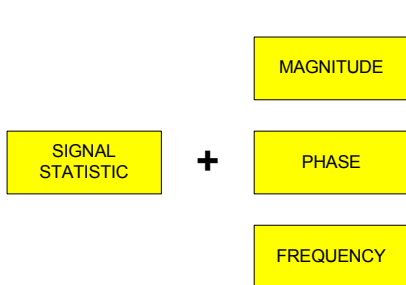 MAGNITUDE
SIGNAL
STATISTIC
+
PHASE
FREQUENCY